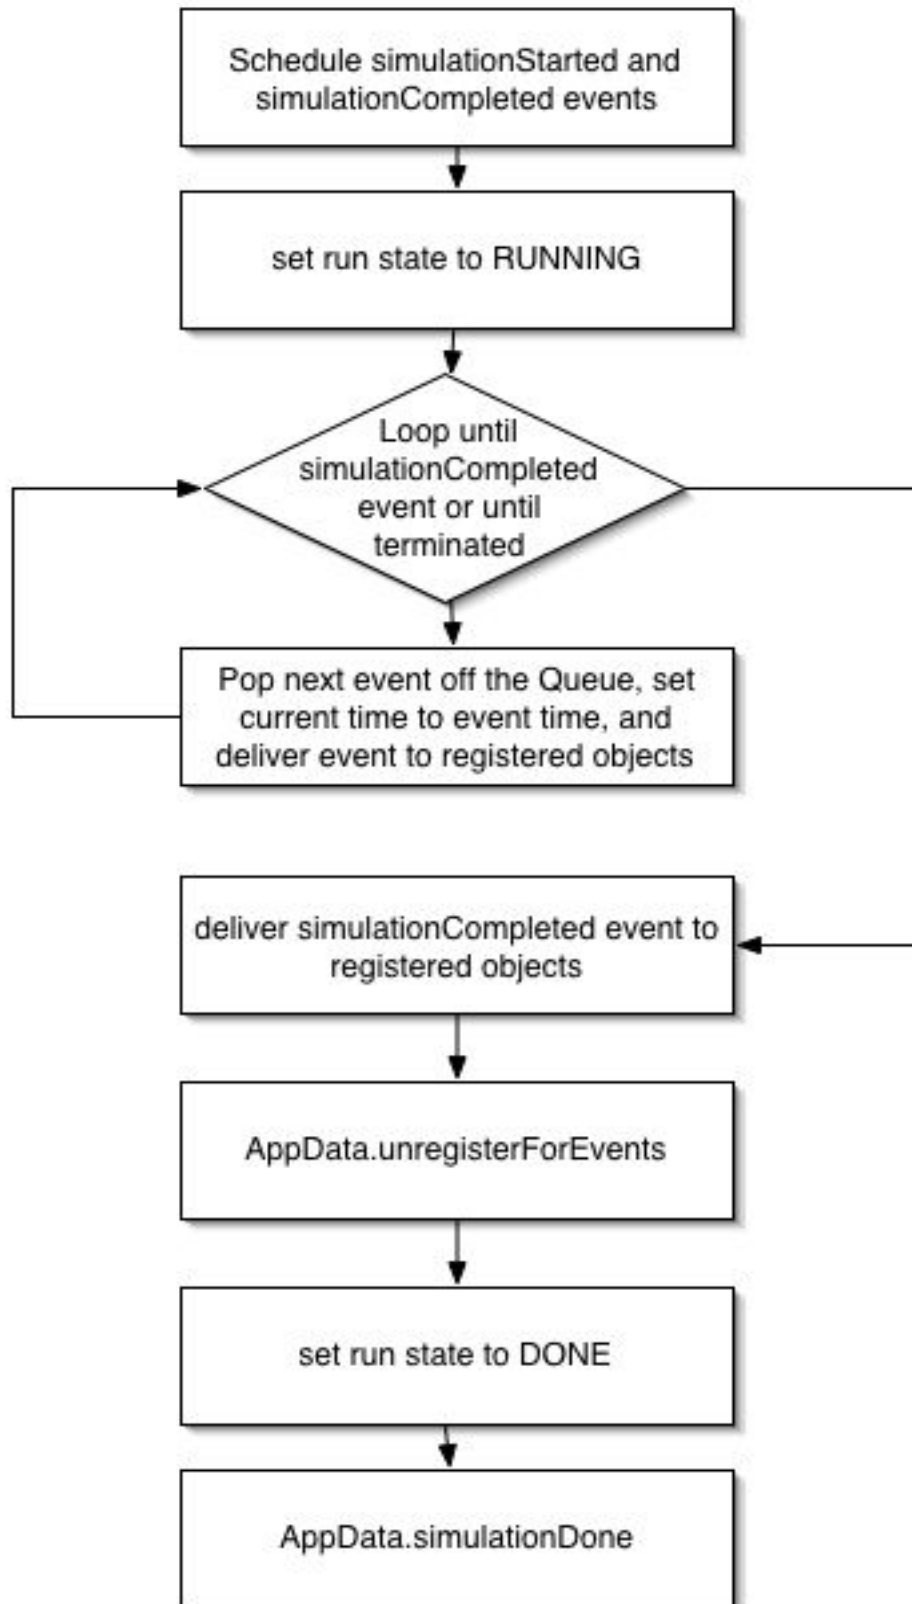 Schedule simulationStarted and
simulationCompleted events
set run state to RUNNING
Loop until
simulationCompleted
event or until
terminated
Pop next event off the Queue, set
current time to event time, and
deliver event to registered objects
deliver simulationCompleted event to
registered objects
AppData.unregisterForEvents
set run state to DONE
AppData.simulationDone